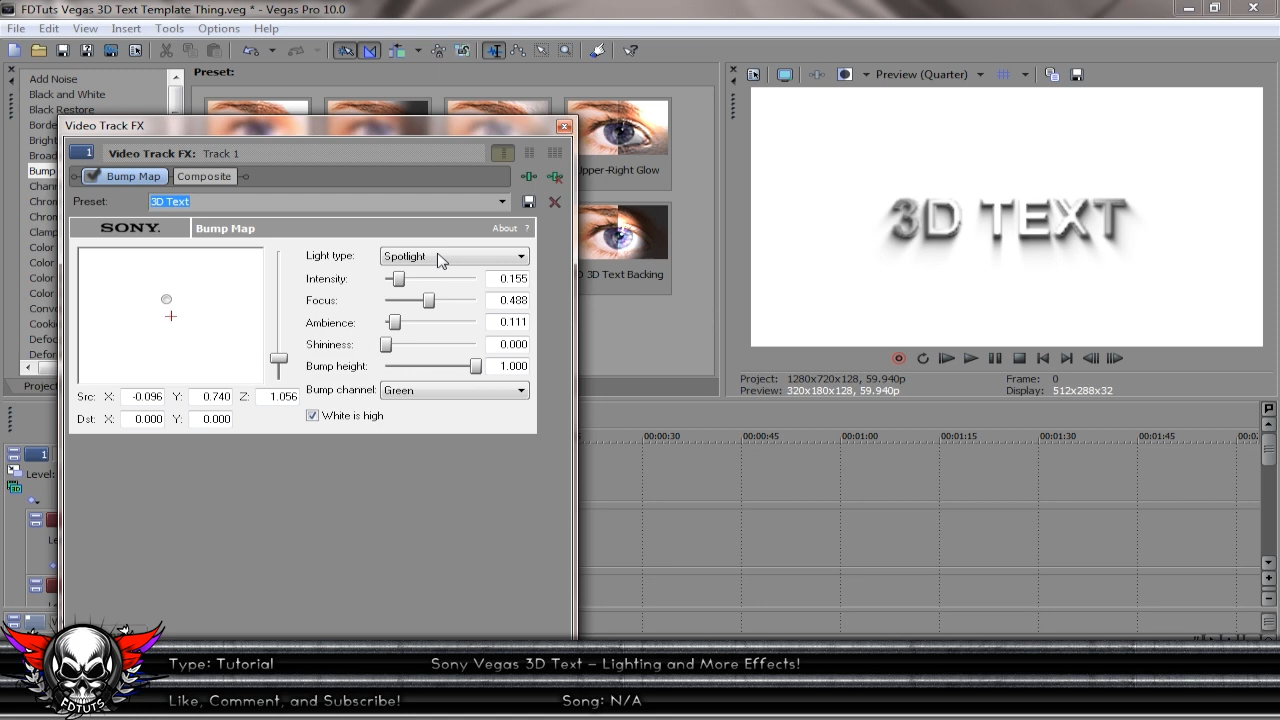 FDTuts Vegas 3D Text Template Thing.veg * - Vegas Pro 10.0
File Edit View Insert Tools Options Help
Add Noise
Black and White
Black Restore
Preset:
Preview (Quarter)
Video Track FX
1 Video Track FX: Track 1
Bump Map Composite
Preset: 3D Text
SONY. Bump Map About ?
Light type: Spotlight
Intensity: 0.155
Focus: 0.488
Ambience: 0.111
Shininess: 0.000
Bump height: 1.000
Bump channel: Green
White is high
Src: X: -0.096 Y: 0.740 Z: 1.056
Dst: X: 0.000 Y: 0.000
Upper-Right Glow
3D Text Backing
3D TEXT
Project: 1280x720x128, 59.940p
Preview: 320x180x128, 59.940p
Frame: 0
Display: 512x288x32
00:00:30 00:00:45 00:01:00 00:01:15 00:01:30 00:01:45
1
Level:
Type: Tutorial
Sony Vegas 3D Text - Lighting and More Effects!
Like, Comment, and Subscribe!
Song: N/A
FDTUTS